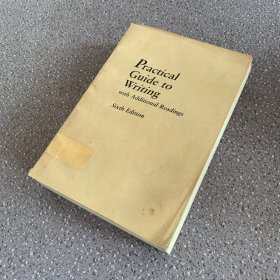 Practical
Guide to
Writing
with Additional Readings
Sixth Edition